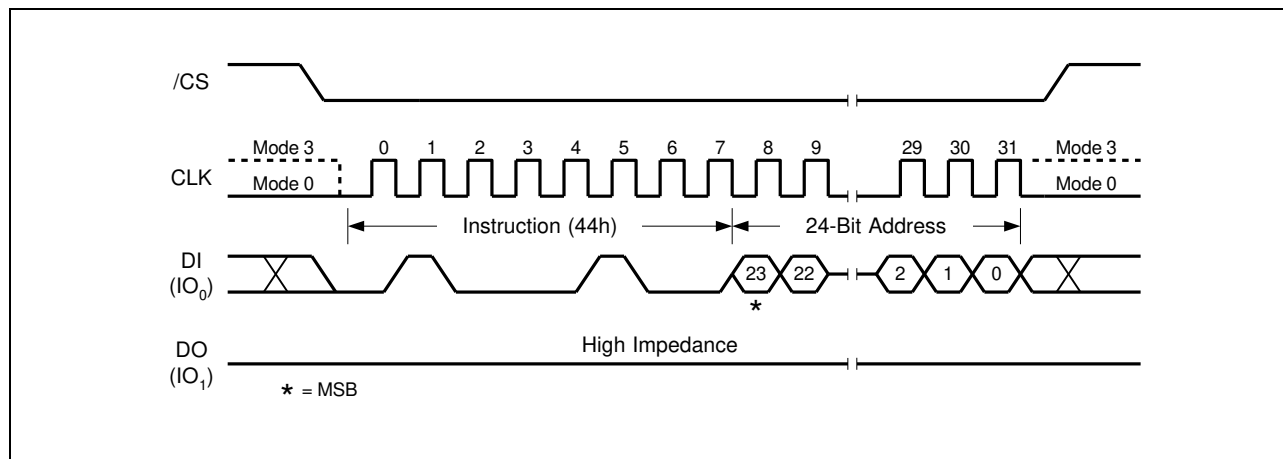 /CS
Mode 3 0 1 2 3 4 5 6 7 8 9 29 30 31 Mode 3
CLK Mode 0 Mode 0
Instruction (44h) 24-Bit Address
DI
(IO₀)
23 22 2 1 0
*
High Impedance
DO
(IO₁)
* = MSB